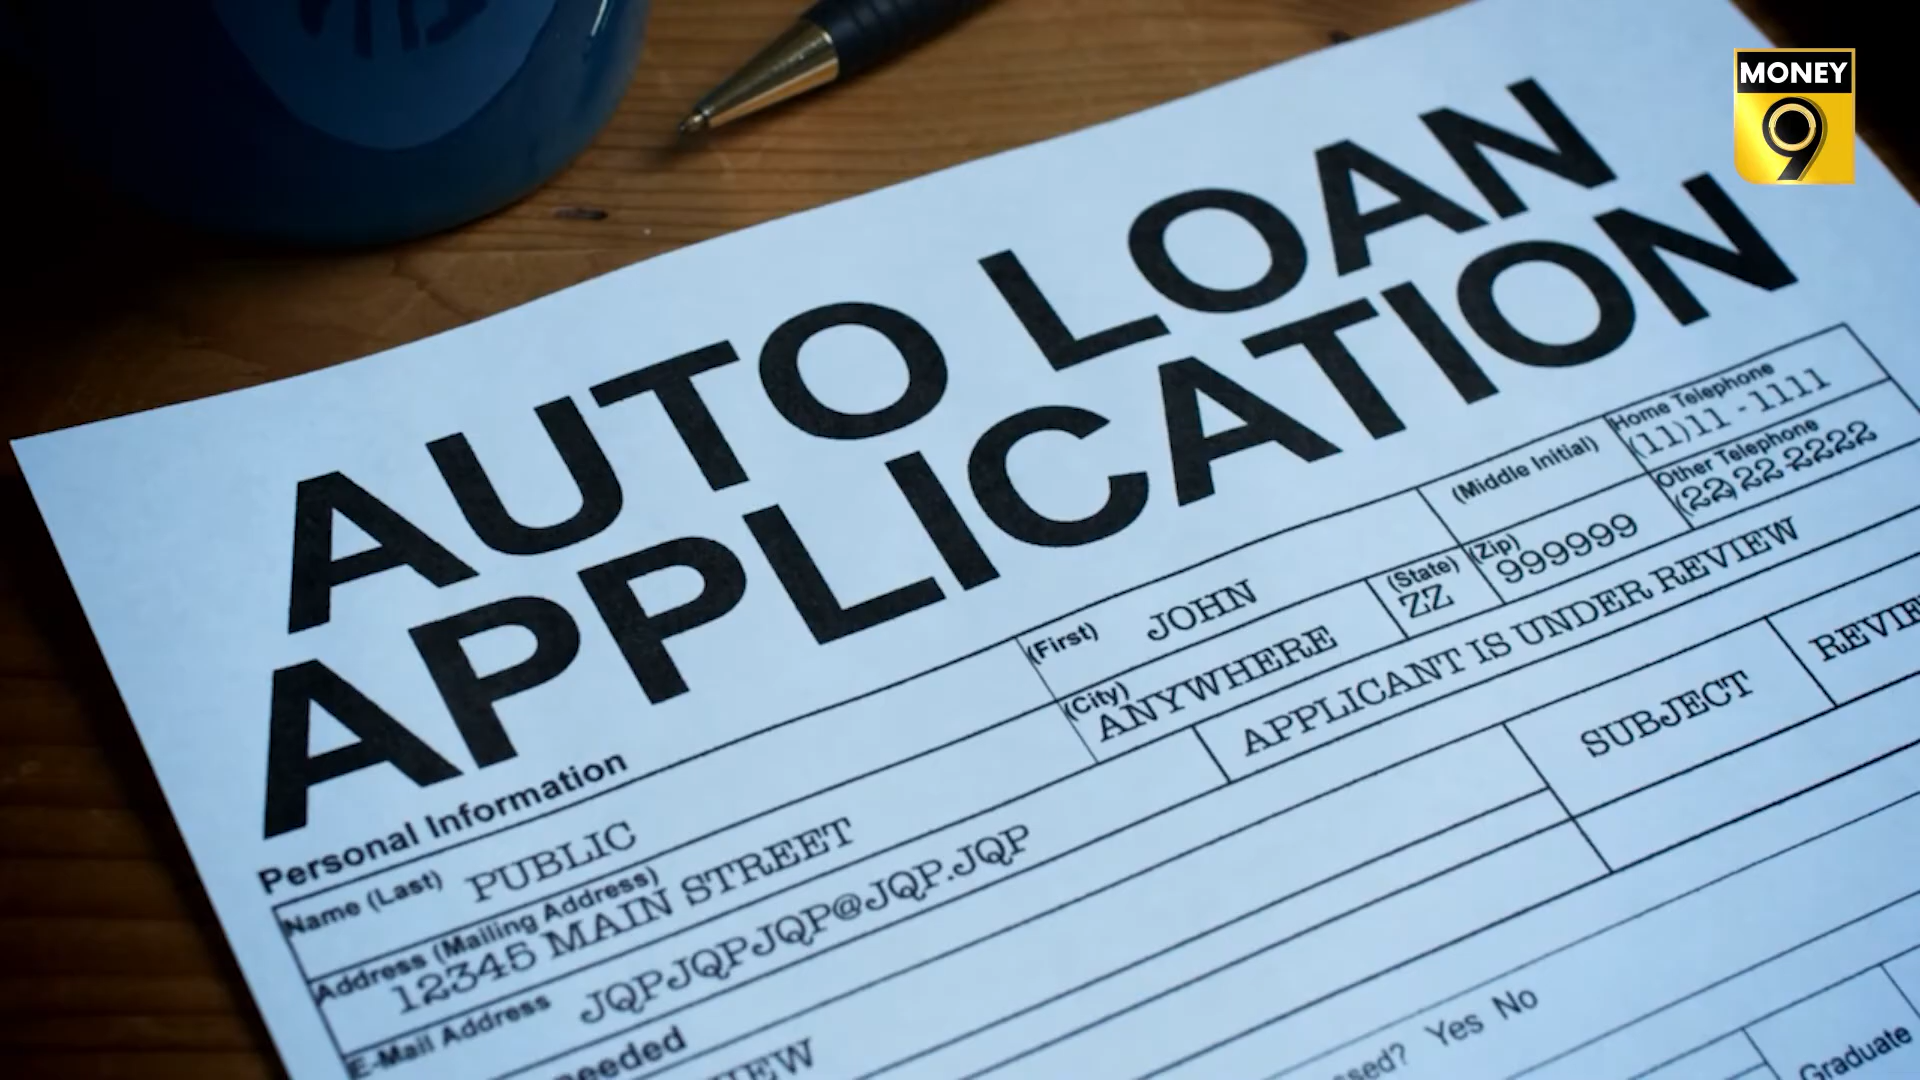 MONEY
9
AUTO LOAN
APPLICATION
Personal Information
Name (Last) PUBLIC
(First) JOHN
(Middle Initial)
Home Telephone
(11)11-1111
Address (Mailing Address)
12345 MAIN STREET
(City)
ANYWHERE
(State)
ZZ
(Zip)
999999
Other Telephone
(22)22-2222
E-Mail Address JQPJQPJQP@JQP.JQP
APPLICANT IS UNDER REVIEW
SUBJECT
Yes No
Graduate